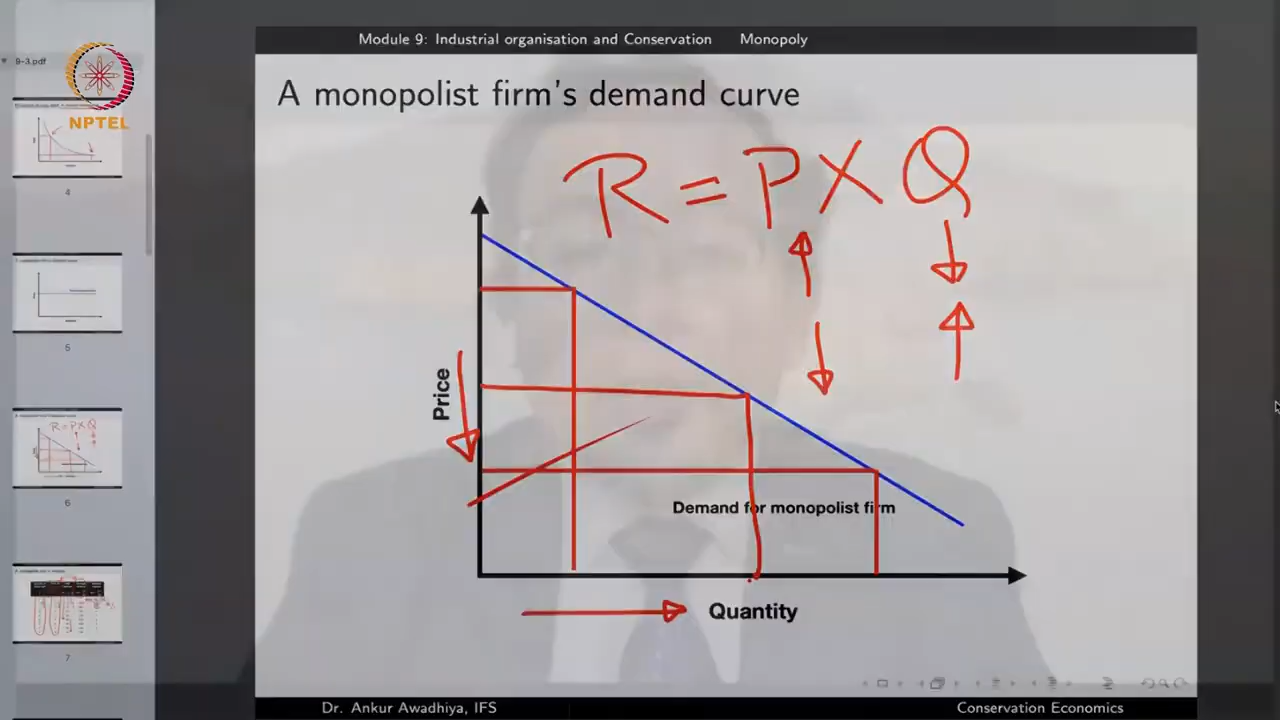 Module 9: Industrial organisation and Conservation Monopoly
9-3.pdf
NPTEL
A monopolist firm's demand curve
R = P X Q
4
5
6
7
Price
Demand for monopolist firm
Quantity
Dr. Ankur Awadhiya, IFS Conservation Economics